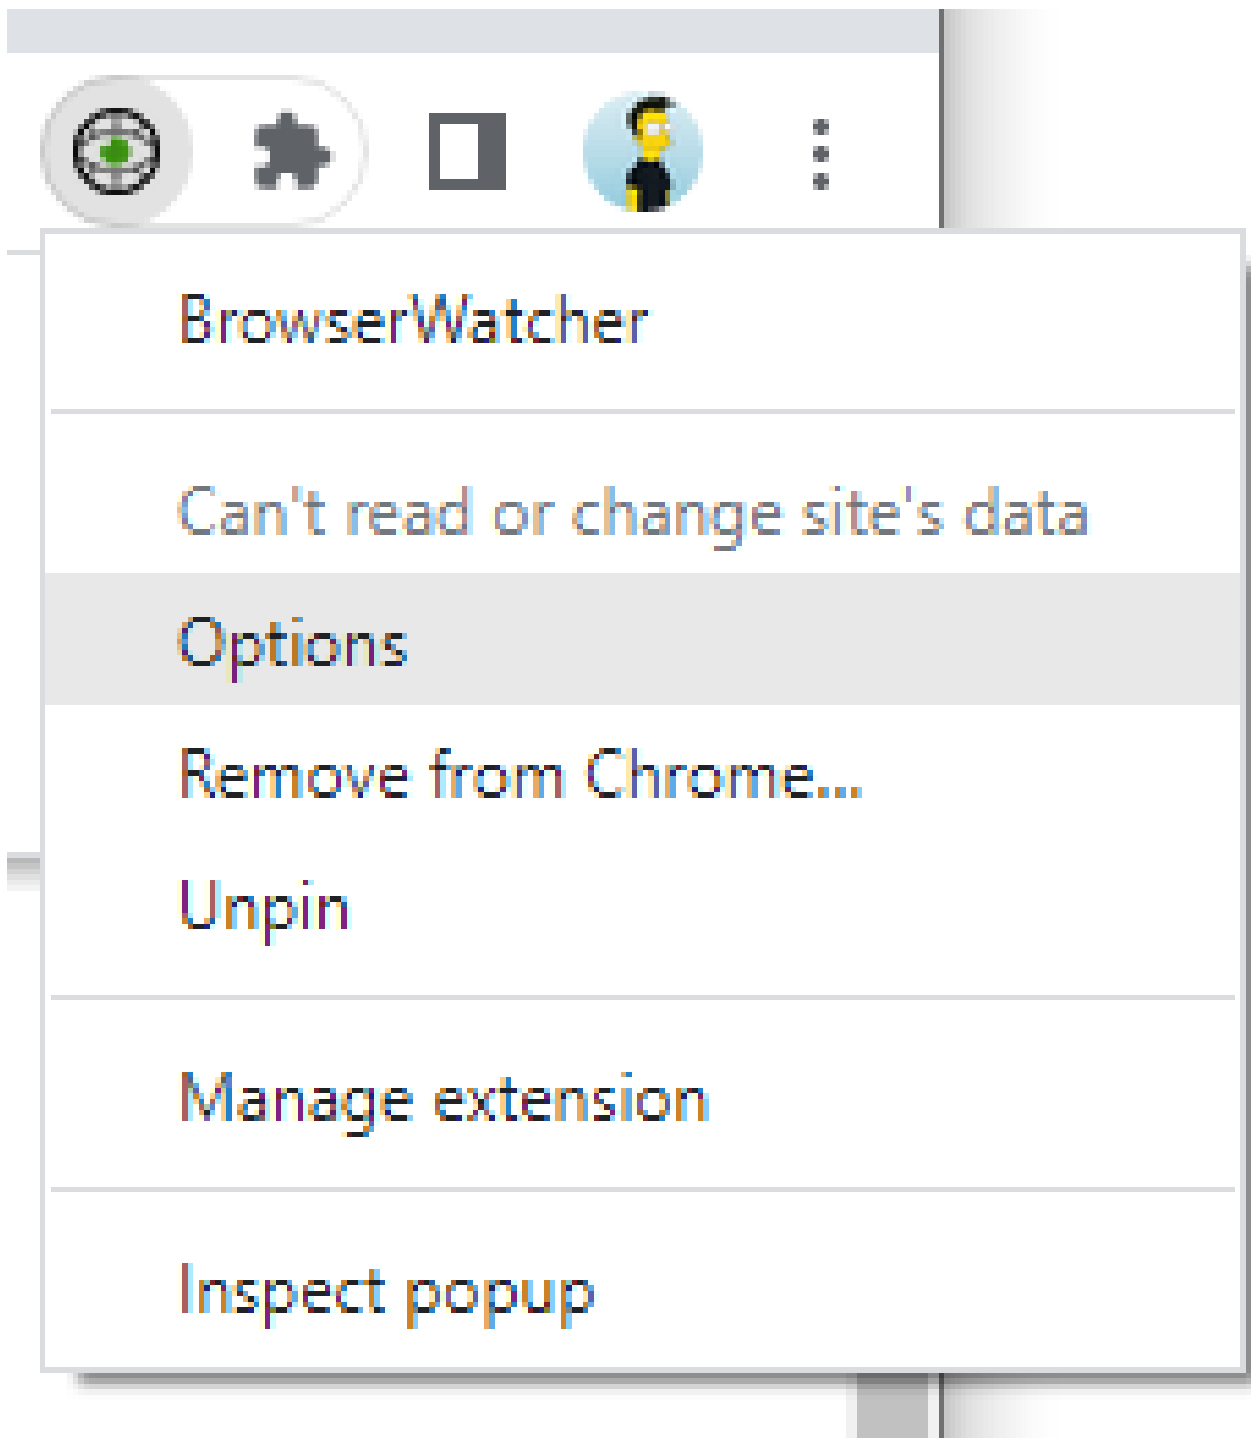 BrowserWatcher
Can't read or change site's data
Options
Remove from Chrome...
Unpin
Manage extension
Inspect popup